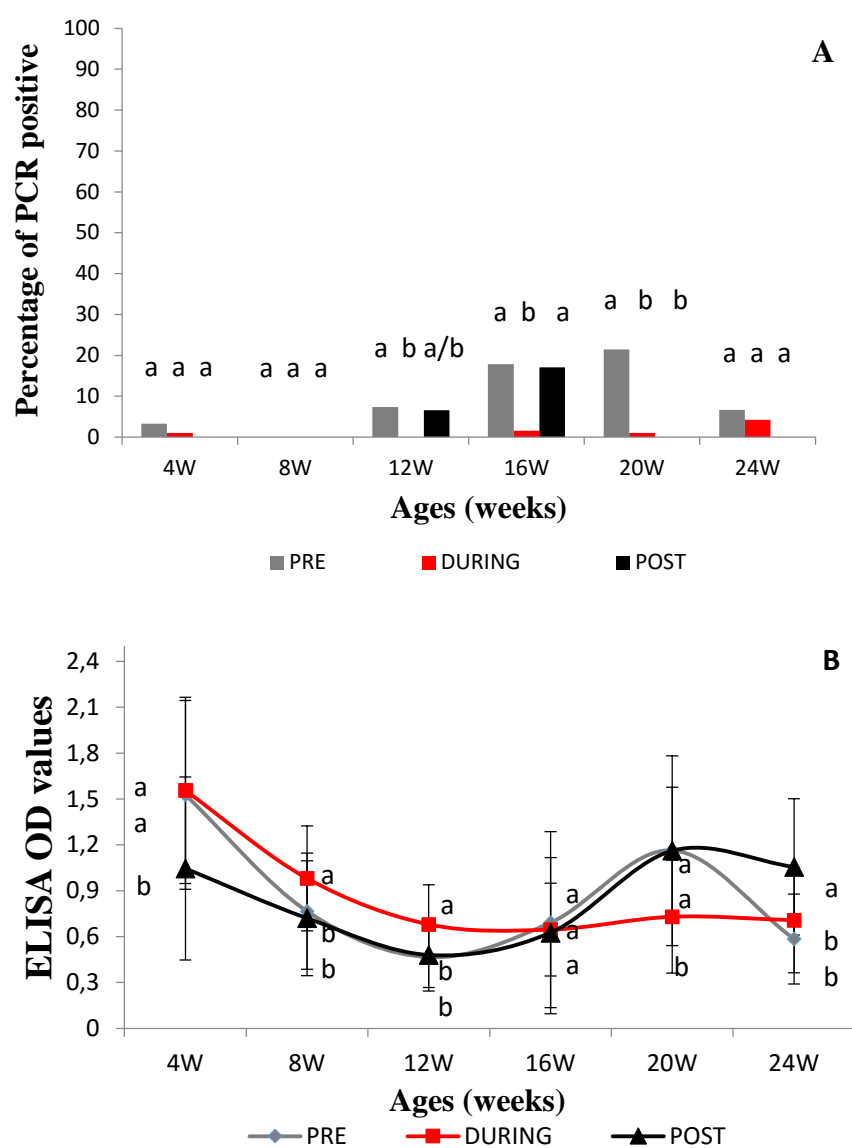 A
Percentage of PCR positive
100
90
80
70
60
50
40
30
20
10
0
a a a
a a a
a b a/b
a b a
a b b
a a a
4W 8W 12W 16W 20W 24W
Ages (weeks)
PRE DURING POST
B
ELISA OD values
2,4
2,1
1,8
1,5
1,2
0,9
0,6
0,3
0
a
a
b
a
b
b
a
b
b
a
a
a
a
a
b
a
b
b
4W 8W 12W 16W 20W 24W
Ages (weeks)
PRE DURING POST